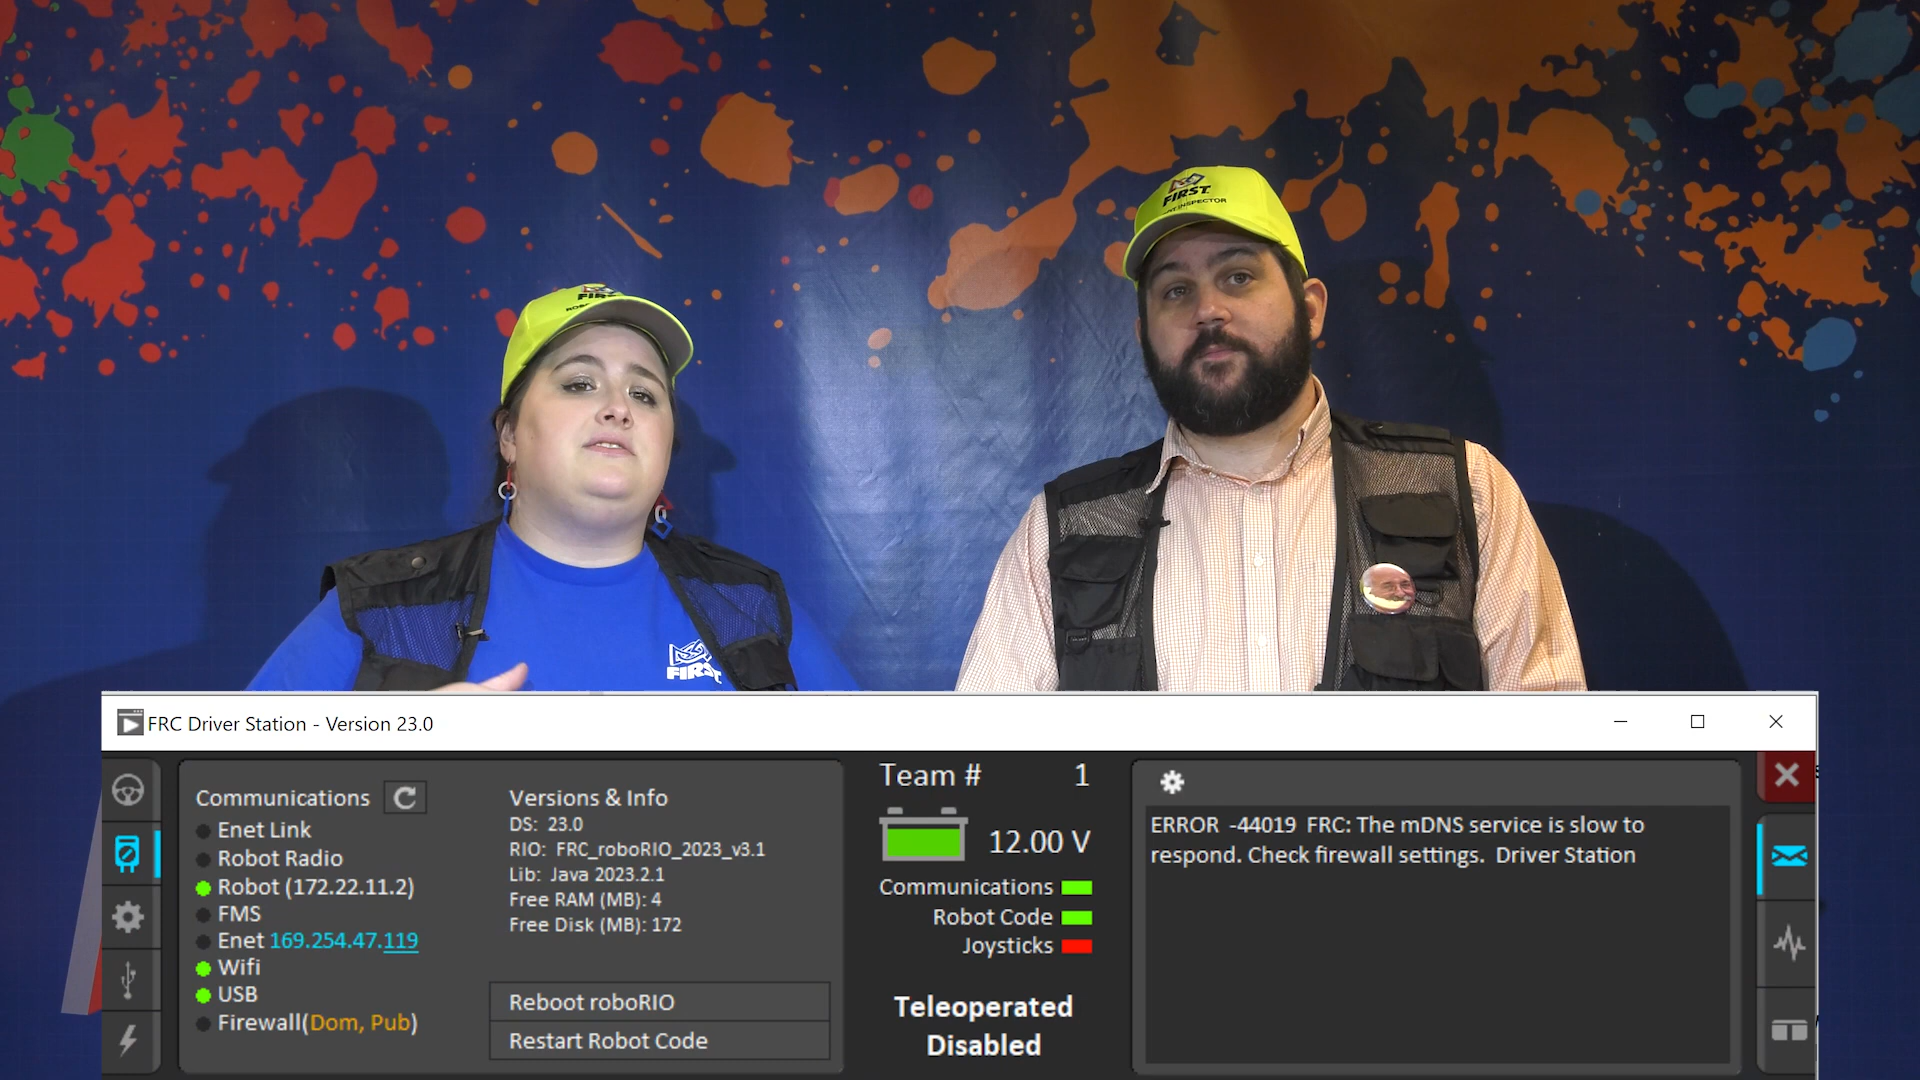 FIRST
INSPECTOR
FIRST
FIRST
FRC Driver Station - Version 23.0
Communications
Enet Link
Robot Radio
Robot (172.22.11.2)
FMS
Enet 169.254.47.119
Wifi
USB
Firewall(Dom, Pub)
Versions & Info
DS: 23.0
RIO: FRC_roboRIO_2023_v3.1
Lib: Java 2023.2.1
Free RAM (MB): 4
Free Disk (MB): 172
Reboot roboRIO
Restart Robot Code
Team # 1
12.00 V
Communications
Robot Code
Joysticks
Teleoperated
Disabled
ERROR -44019 FRC: The mDNS service is slow to
respond. Check firewall settings. Driver Station